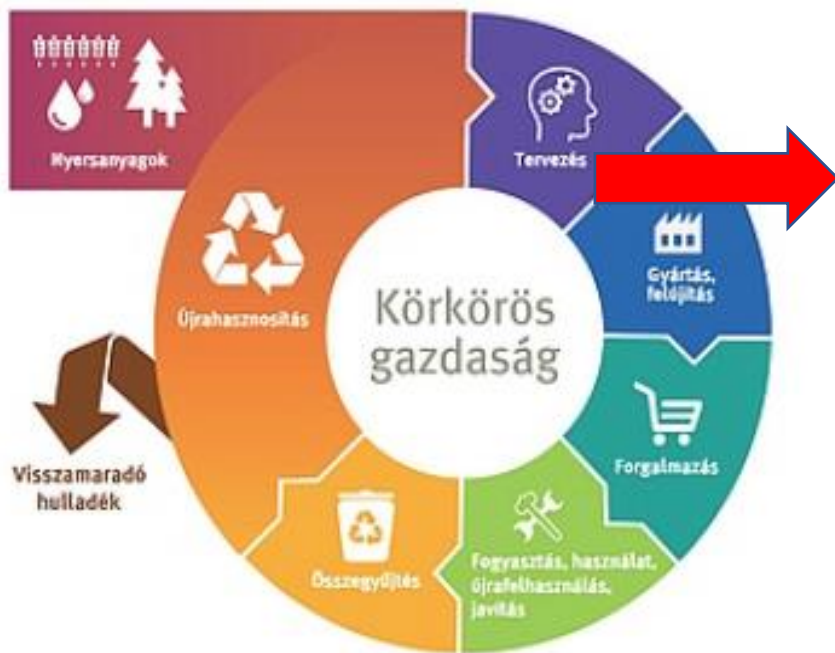 Nyersanyagok
Tervezés
Gyártás,
felújítás
Forgalmazás
Fogyasztás, használat,
újrafelhasználás,
javítás
Összegyűjtés
Újrahasznosítás
Visszamaradó
hulladék
Körkörös
gazdaság